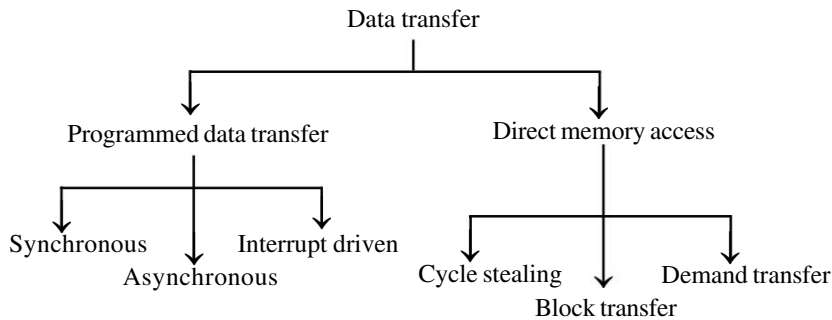 Data transfer
Programmed data transfer
Direct memory access
Synchronous
Asynchronous
Interrupt driven
Cycle stealing
Block transfer
Demand transfer